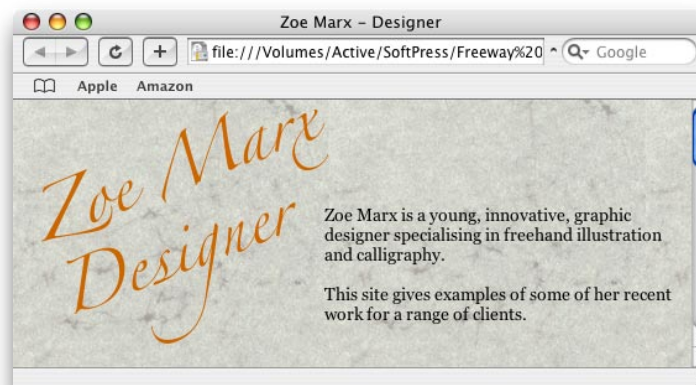 Zoe Marx – Designer
file:///Volumes/Active/SoftPress/Freeway%20
Google
Apple Amazon
Zoe Marx
Designer
Zoe Marx is a young, innovative, graphic
designer specialising in freehand illustration
and calligraphy.
This site gives examples of some of her recent
work for a range of clients.